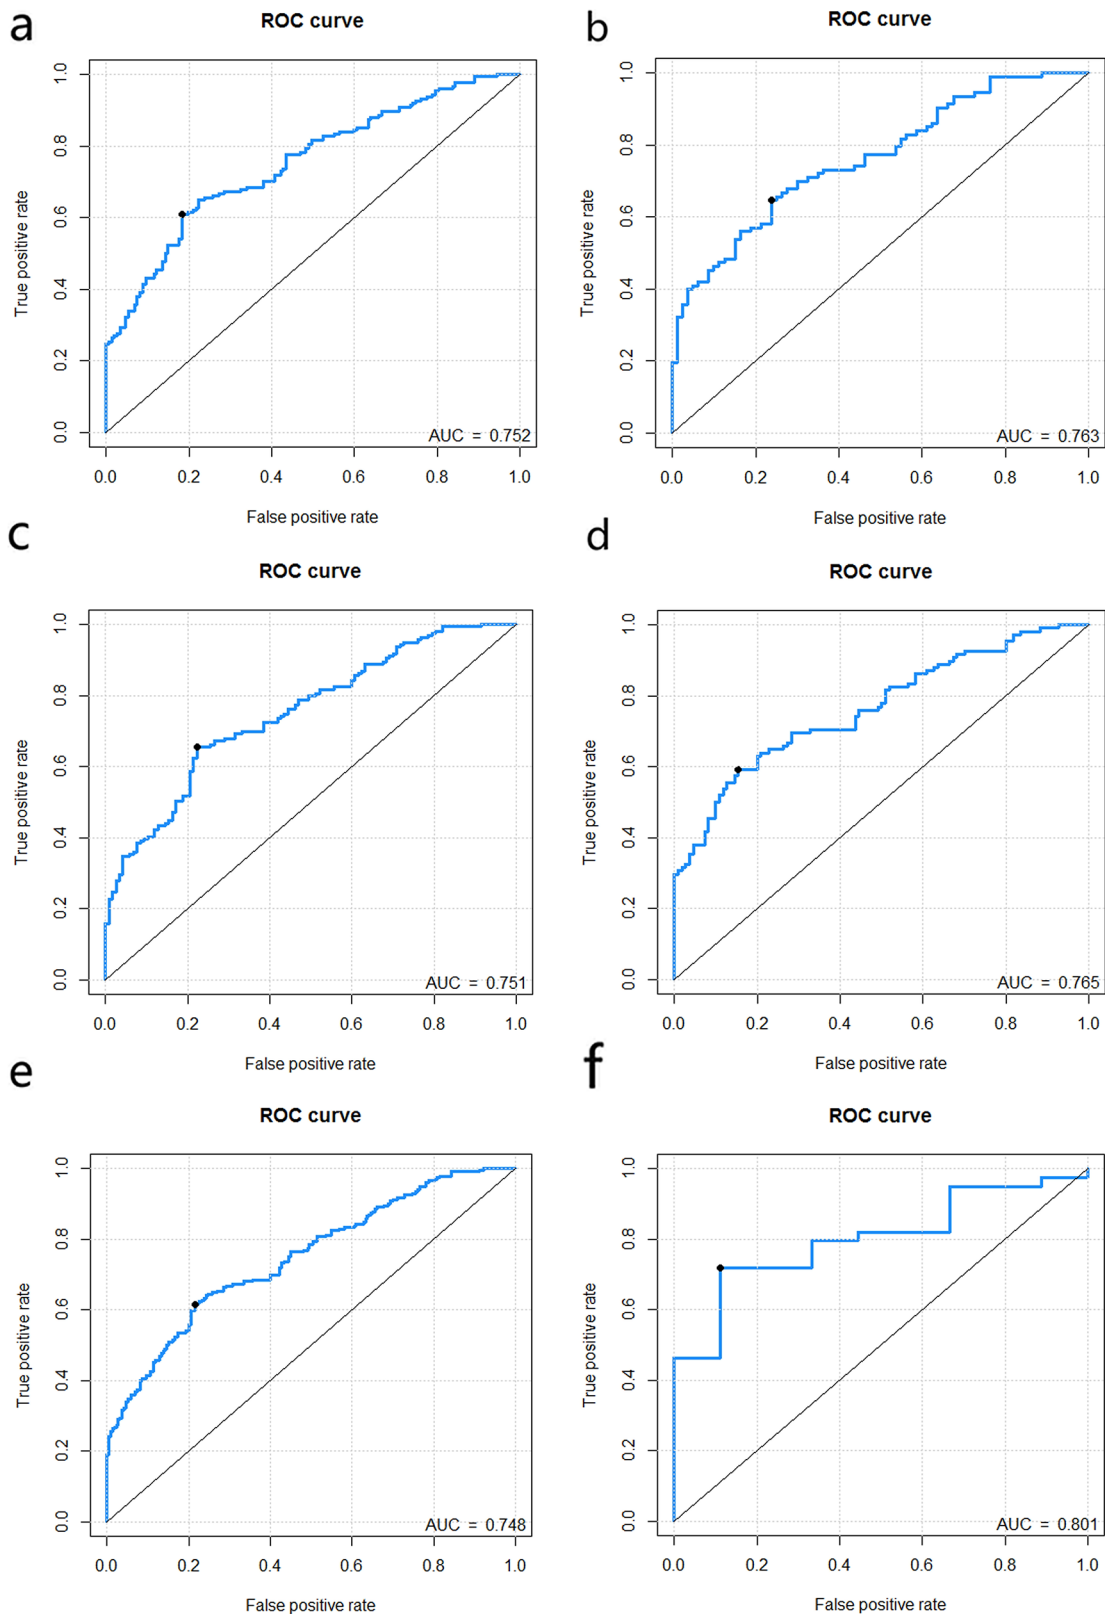 a
ROC curve
True positive rate
1.0
0.8
0.6
0.4
0.2
0.0
AUC = 0.752
0.0 0.2 0.4 0.6 0.8 1.0
False positive rate
b
ROC curve
True positive rate
1.0
0.8
0.6
0.4
0.2
0.0
AUC = 0.763
0.0 0.2 0.4 0.6 0.8 1.0
False positive rate
c
ROC curve
True positive rate
1.0
0.8
0.6
0.4
0.2
0.0
AUC = 0.751
0.0 0.2 0.4 0.6 0.8 1.0
False positive rate
d
ROC curve
True positive rate
1.0
0.8
0.6
0.4
0.2
0.0
AUC = 0.765
0.0 0.2 0.4 0.6 0.8 1.0
False positive rate
e
ROC curve
True positive rate
1.0
0.8
0.6
0.4
0.2
0.0
AUC = 0.748
0.0 0.2 0.4 0.6 0.8 1.0
False positive rate
f
ROC curve
True positive rate
1.0
0.8
0.6
0.4
0.2
0.0
AUC = 0.801
0.0 0.2 0.4 0.6 0.8 1.0
False positive rate